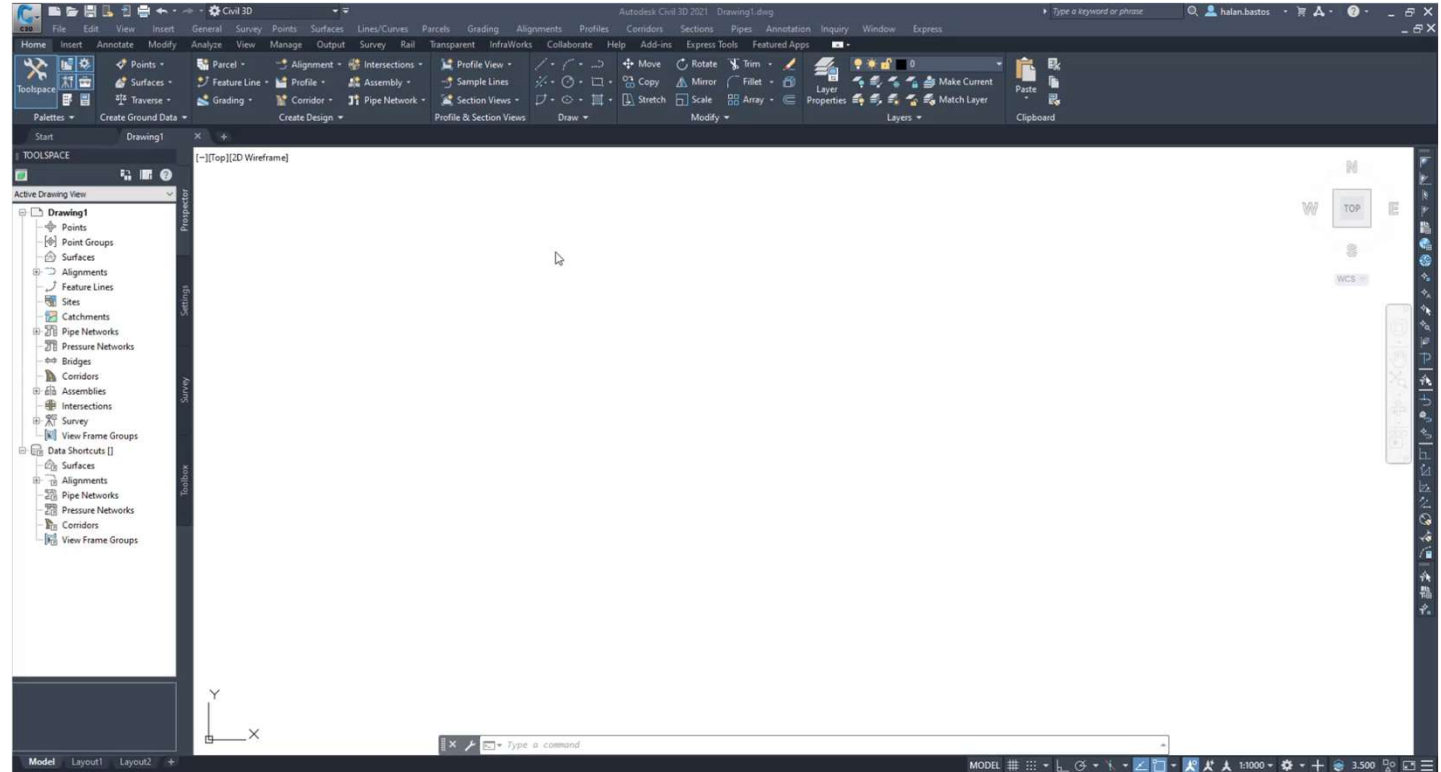 C3D Civil 3D Autodesk Civil 3D 2021 Drawing1.dwg Type a keyword or phrase halan.bastos
File Edit View Insert General Survey Points Surfaces Lines/Curves Parcels Grading Alignments Profiles Corridors Sections Pipes Annotation Inquiry Window Express
Home Insert Annotate Modify Analyze View Manage Output Survey Rail Transparent InfraWorks Collaborate Help Add-ins Express Tools Featured Apps
Points Parcel Alignment Intersections Profile View Move Rotate Trim 0
Toolspace Surfaces Feature Line Profile Assembly Sample Lines Copy Mirror Fillet Layer Properties Make Current Paste
Traverse Grading Corridor Pipe Network Section Views Stretch Scale Array Match Layer
Palettes Create Ground Data Create Design Profile & Section Views Draw Modify Layers Clipboard
Start Drawing1
TOOLSPACE
[-][Top][2D Wireframe]
Active Drawing View
Drawing1
Points
Point Groups
Surfaces
Alignments
Feature Lines
Sites
Catchments
Pipe Networks
Pressure Networks
Bridges
Corridors
Assemblies
Intersections
Survey
View Frame Groups
Data Shortcuts []
Surfaces
Alignments
Pipe Networks
Pressure Networks
Corridors
View Frame Groups
Prospector
Settings
Survey
Toolbox
N
W TOP E
S
WCS
Y
X
Type a command
Model Layout1 Layout2 +
MODEL 1:1000 3.500